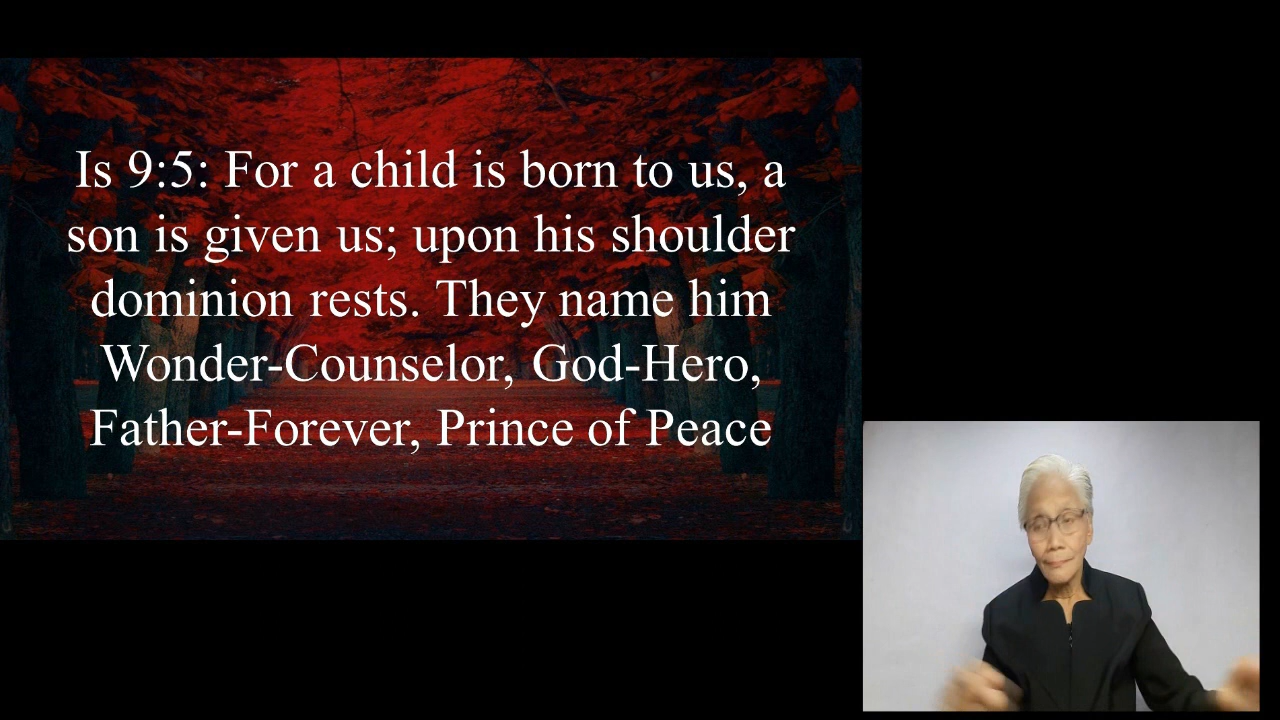 Is 9:5: For a child is born to us, a
son is given us; upon his shoulder
dominion rests. They name him
Wonder-Counselor, God-Hero,
Father-Forever, Prince of Peace